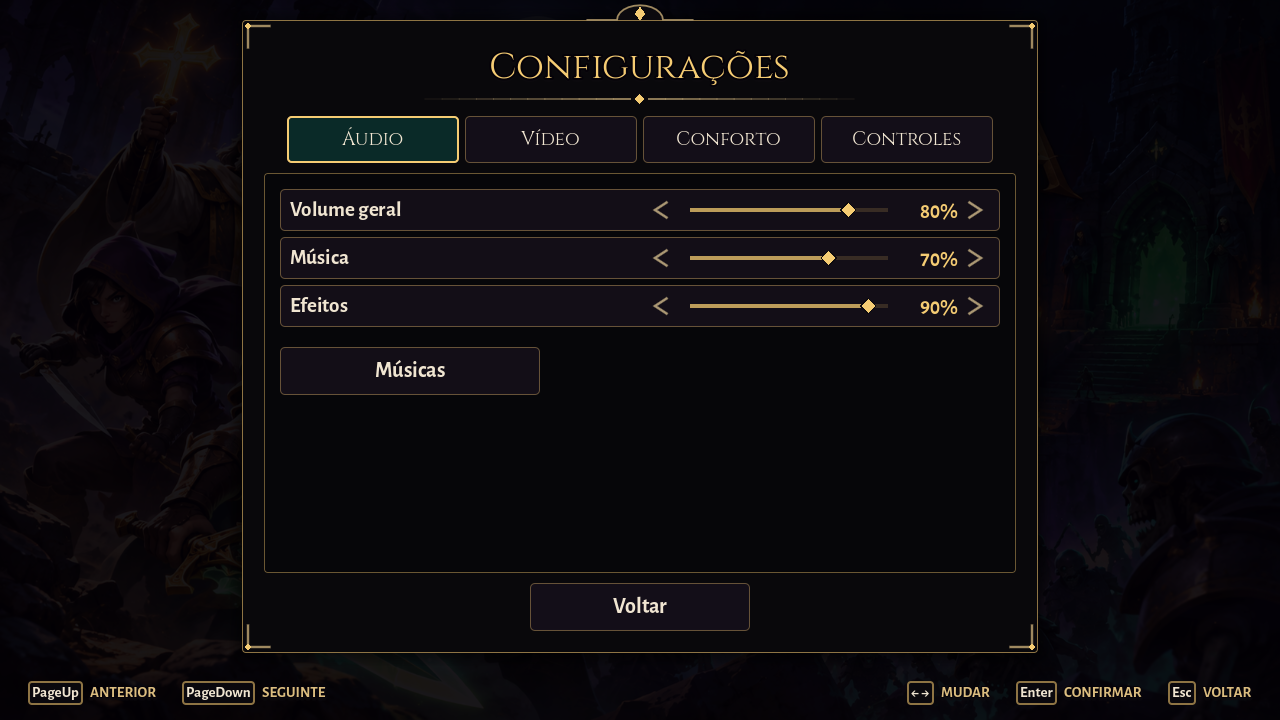 Configurações
Áudio Vídeo Conforto Controles
Volume geral 80%
Música 70%
Efeitos 90%
Músicas
Voltar
PageUp ANTERIOR PageDown SEGUINTE ←→ MUDAR Enter CONFIRMAR Esc VOLTAR